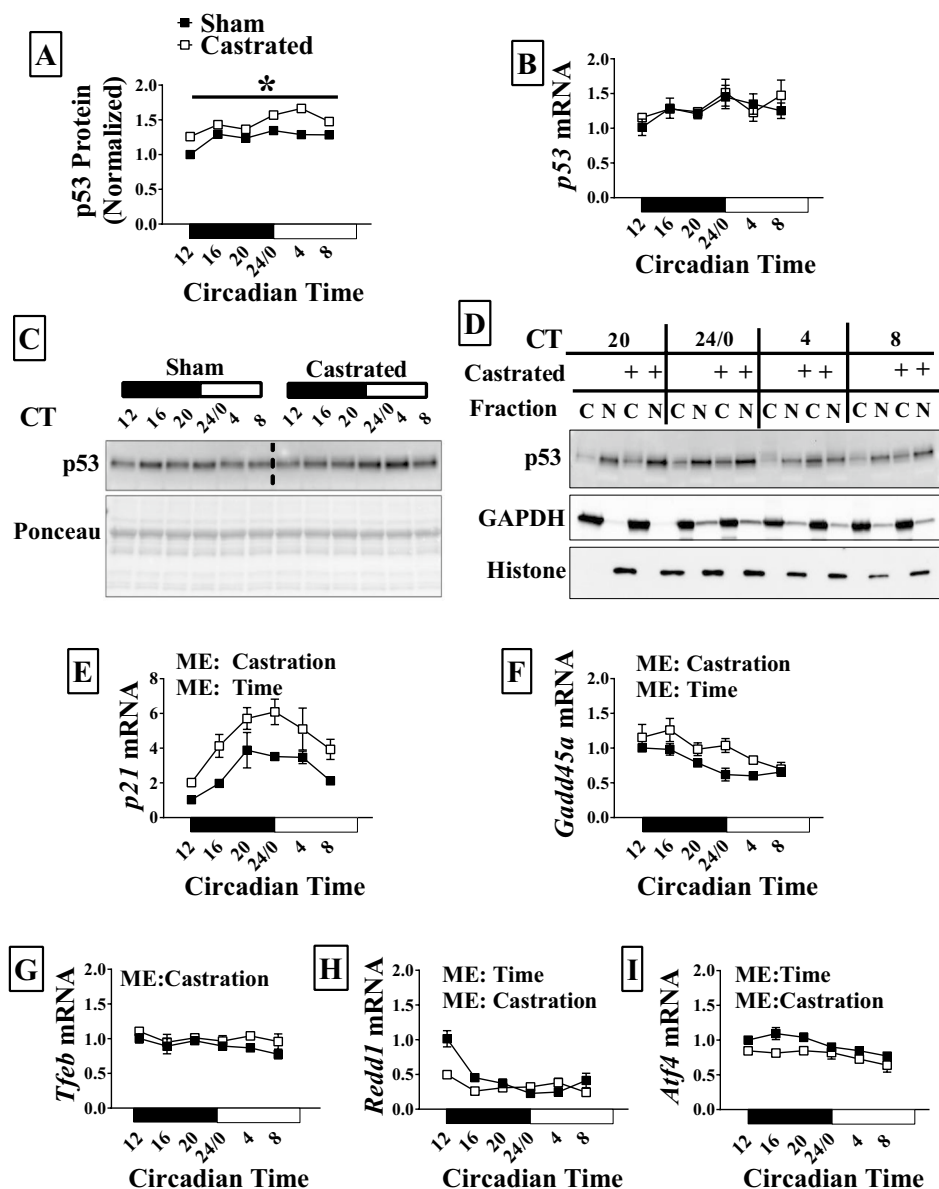 Sham
Castrated
A
*
p53 Protein
(Normalized)
2.0
1.5
1.0
0.5
0.0
12 16 20 24/0 4 8
Circadian Time
B
p53 mRNA
2.0
1.5
1.0
0.5
0.0
12 16 20 24/0 4 8
Circadian Time
C
Sham Castrated
CT 12 16 20 24/0 4 8 12 16 20 24/0 4 8
p53
Ponceau
D
CT 20 24/0 4 8
Castrated + + + + + + + +
Fraction C N C N C N C N C N C N C N C N
p53
GAPDH
Histone
E
ME: Castration
ME: Time
p21 mRNA
8
6
4
2
0
12 16 20 24/0 4 8
Circadian Time
F
ME: Castration
ME: Time
Gadd45a mRNA
2.0
1.5
1.0
0.5
0.0
12 16 20 24/0 4 8
Circadian Time
G
ME:Castration
Tfeb mRNA
2.0
1.5
1.0
0.5
0.0
12 16 20 24/0 4 8
Circadian Time
H
ME: Time
ME: Castration
Redd1 mRNA
2.0
1.5
1.0
0.5
0.0
12 16 20 24/0 4 8
Circadian Time
I
ME:Time
ME:Castration
Atf4 mRNA
2.0
1.5
1.0
0.5
0.0
12 16 20 24/0 4 8
Circadian Time